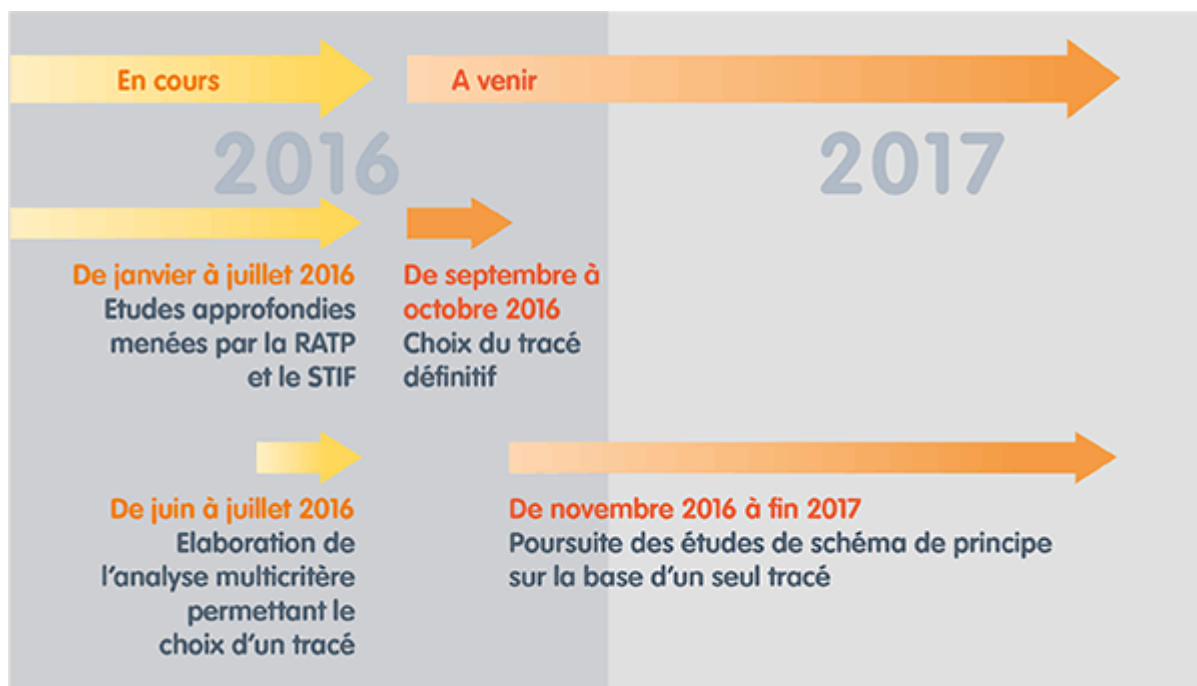 En cours
A venir
2016
2017
De janvier à juillet 2016
Etudes approfondies
menées par la RATP
et le STIF
De septembre à
octobre 2016
Choix du tracé
définitif
De juin à juillet 2016
Elaboration de
l'analyse multicritère
permettant le
choix d'un tracé
De novembre 2016 à fin 2017
Poursuite des études de schéma de principe
sur la base d'un seul tracé